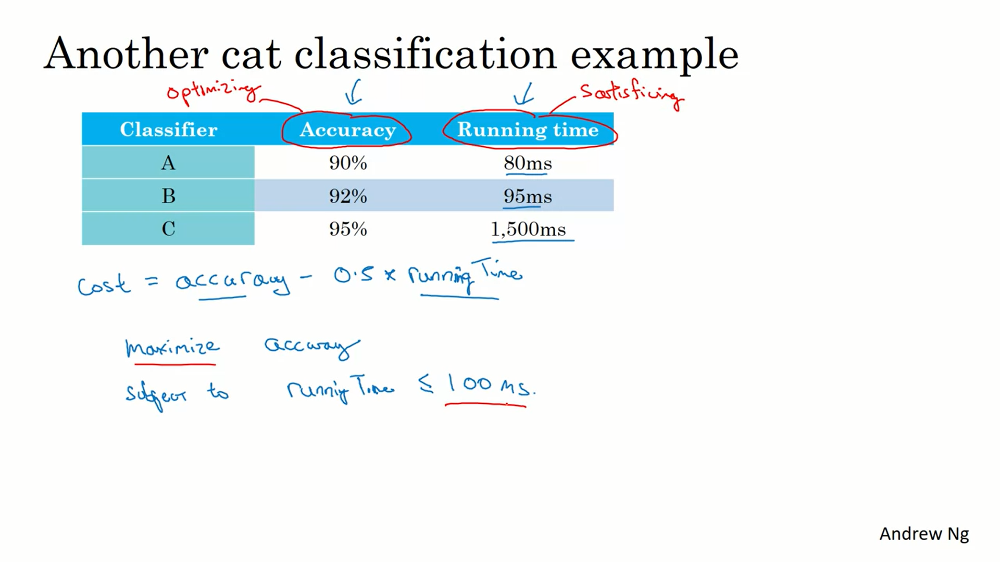 Another cat classification example
optimizing
Satisficing
Classifier Accuracy Running time
A 90% 80ms
B 92% 95ms
C 95% 1,500ms
cost = accuracy - 0.5 * running Time
maximize accuracy
subject to running Time ≤ 100 ms.
Andrew Ng